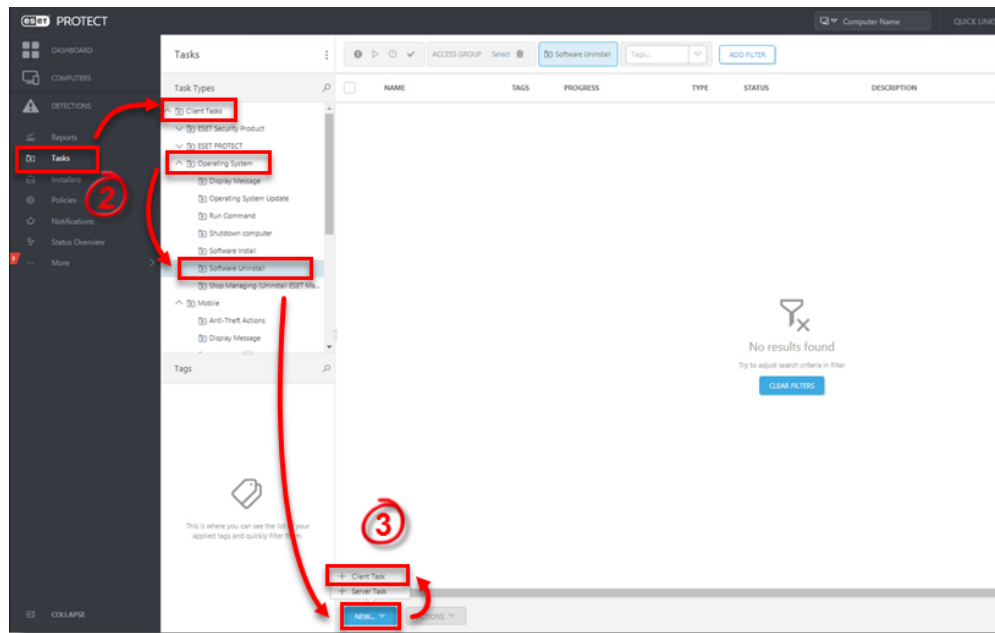 eset PROTECT
Computer Name
QUICK LINKS
DASHBOARD
COMPUTERS
DETECTIONS
Reports
Tasks
Installers
Policies
Notifications
Status Overview
More
COLLAPSE
2
Tasks
Task Types
Client Tasks
ESET Security Product
ESET PROTECT
Operating System
Display Message
Operating System Update
Run Command
Shutdown computer
Software Install
Software Uninstall
Stop Managing (Uninstall ESET Ma...
Mobile
Anti-Theft Actions
Display Message
Tags
This is where you can see the list of your
applied tags and quickly filter them.
ACCESS GROUP Select
Software Uninstall
Tags...
ADD FILTER
NAME TAGS PROGRESS TYPE STATUS DESCRIPTION
No results found
Try to adjust search criteria in filter
CLEAR FILTERS
3
Client Task
Server Task
NEW...